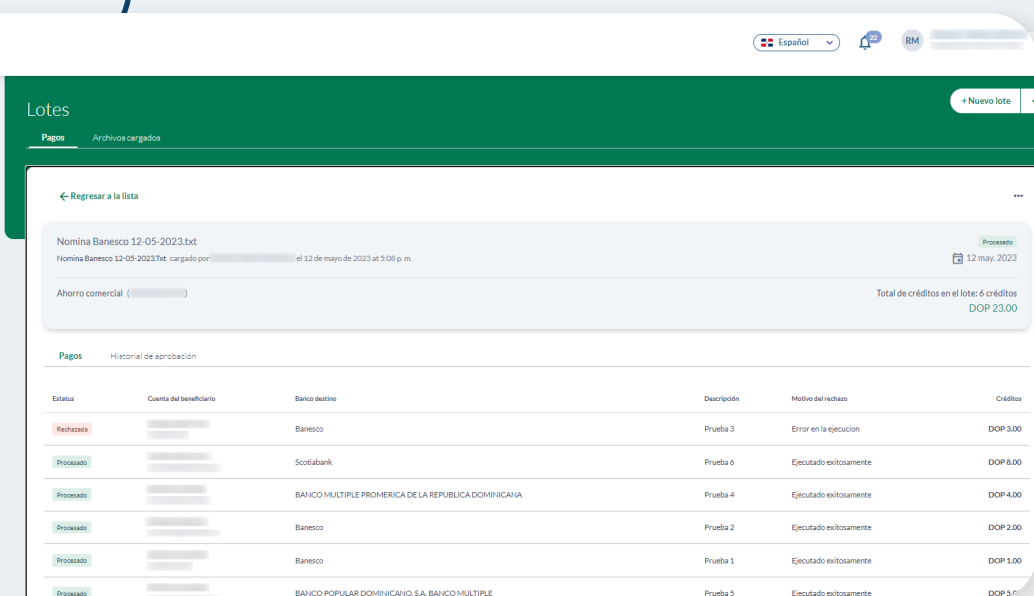 Español
22
RM
Lotes
+ Nuevo lote
Pagos Archivos cargados
Regresar a la lista
Nomina Banesco 12-05-2023.txt
Procesado
Nomina Banesco 12-05-2023.Txt cargado por el 12 de mayo de 2023 at 5:08 p. m.
12 may. 2023
Ahorro comercial ( )
Total de créditos en el lote: 6 créditos
DOP 23.00
Pagos Historial de aprobación
Estatus Cuenta del beneficiario Banco destino Descripción Motivo del rechazo Créditos
Rechazada Banesco Prueba 3 Error en la ejecucion DOP 3.00
Procesado Scotiabank Prueba 6 Ejecutado exitosamente DOP 8.00
Procesado BANCO MULTIPLE PROMERICA DE LA REPUBLICA DOMINICANA Prueba 4 Ejecutado exitosamente DOP 4.00
Procesado Banesco Prueba 2 Ejecutado exitosamente DOP 2.00
Procesado Banesco Prueba 1 Ejecutado exitosamente DOP 1.00
Procesado BANCO POPULAR DOMINICANO, S.A. BANCO MULTIPLE Prueba 5 Ejecutado exitosamente DOP